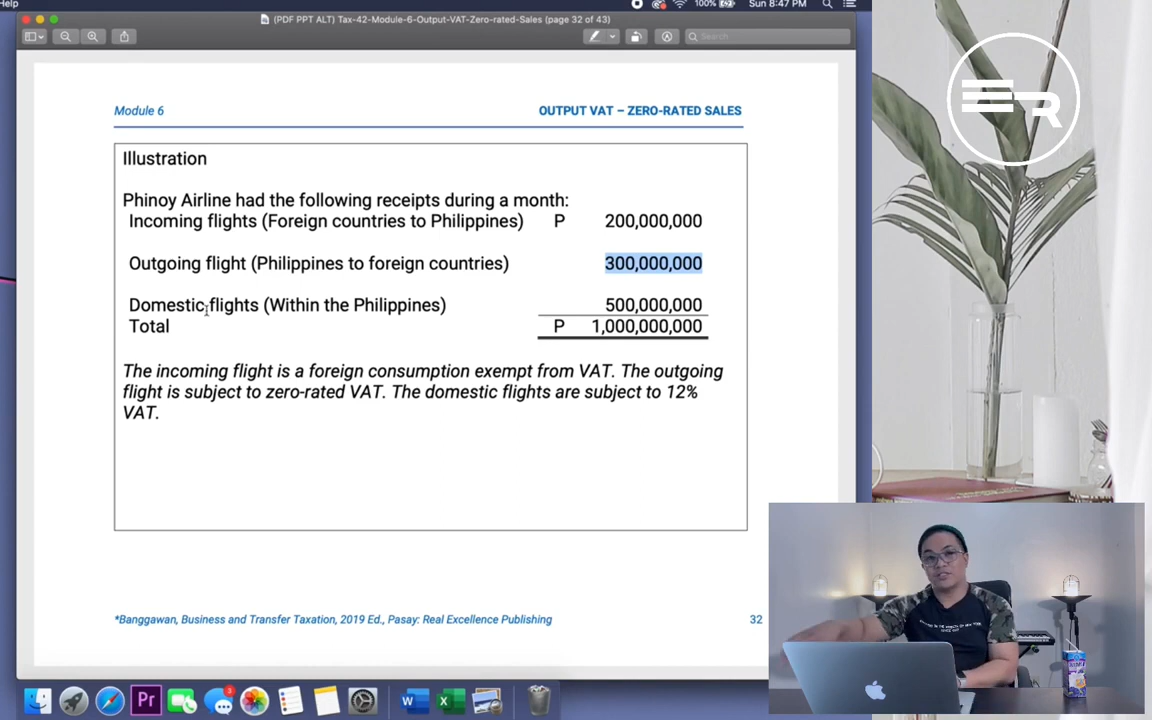 Help
100%
Sun 8:47 PM
(PDF PPT ALT) Tax-42-Module-6-Output-VAT-Zero-rated-Sales (page 32 of 43)
Search
Module 6
OUTPUT VAT – ZERO-RATED SALES
Illustration
Phinoy Airline had the following receipts during a month:
Incoming flights (Foreign countries to Philippines) P 200,000,000
Outgoing flight (Philippines to foreign countries) 300,000,000
Domestic flights (Within the Philippines) 500,000,000
Total P 1,000,000,000
The incoming flight is a foreign consumption exempt from VAT. The outgoing
flight is subject to zero-rated VAT. The domestic flights are subject to 12%
VAT.
*Banggawan, Business and Transfer Taxation, 2019 Ed., Pasay: Real Excellence Publishing
32
ER
Pr
3
W
X